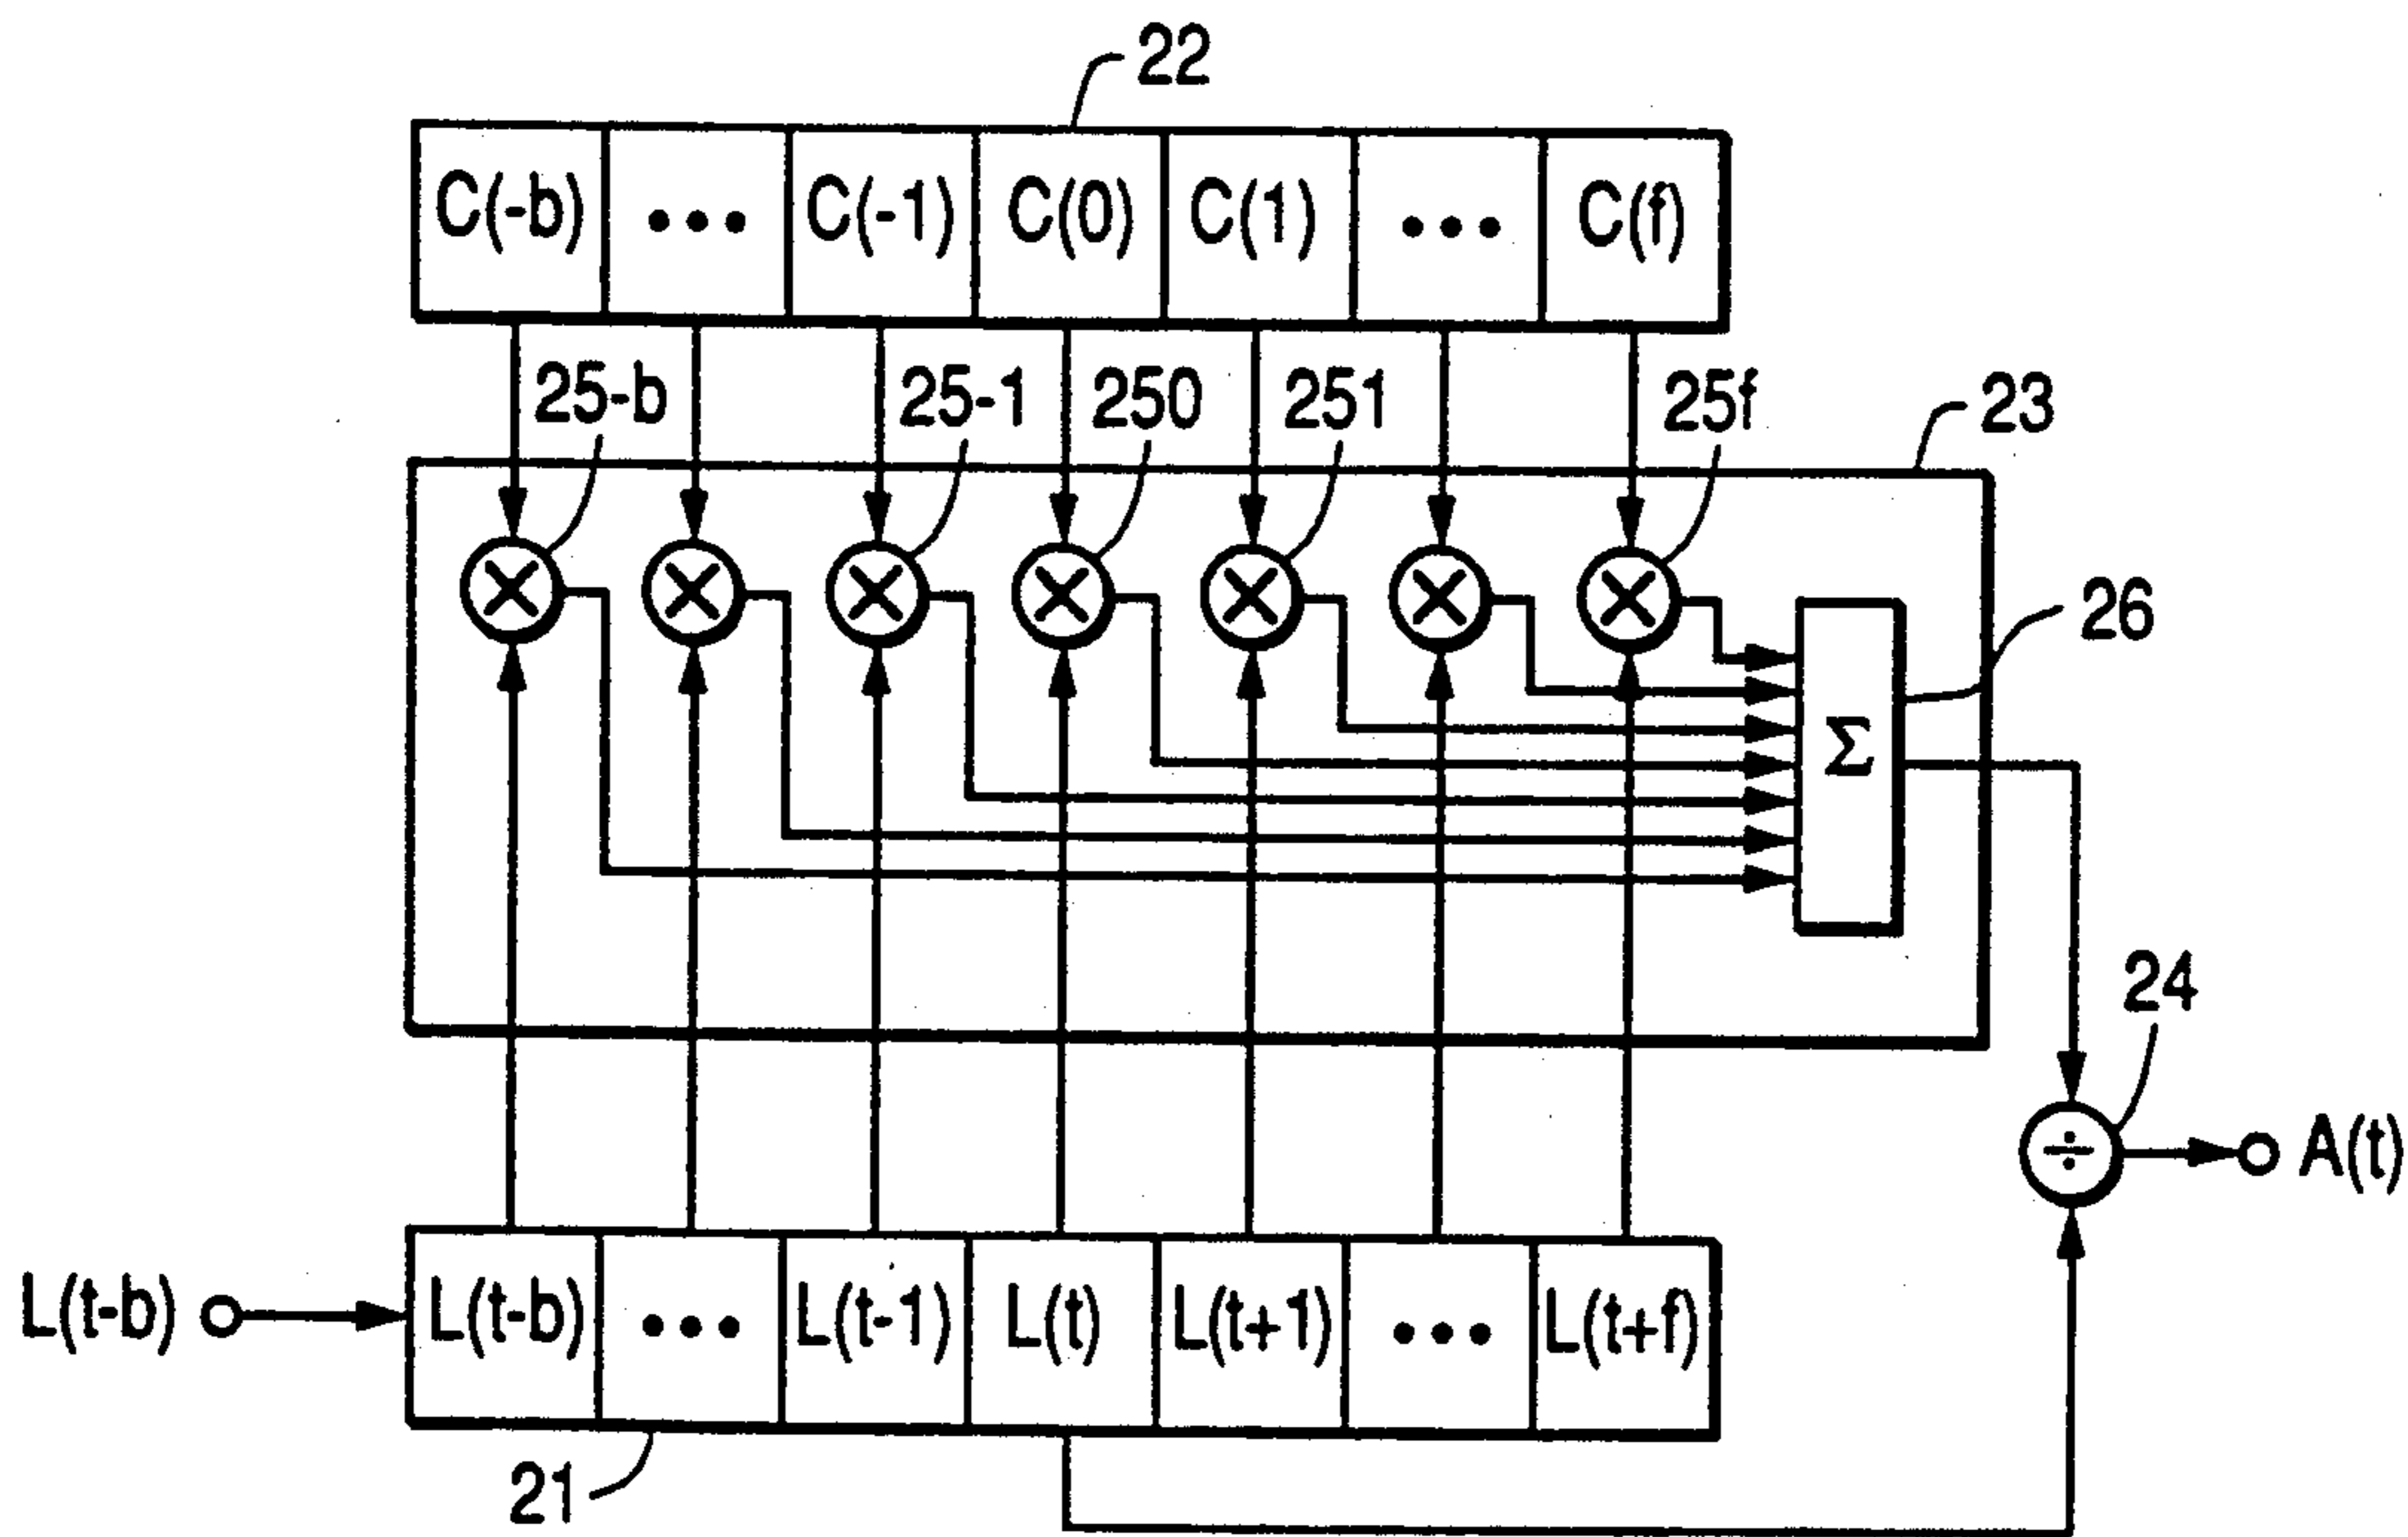 22
C(-b) ••• C(-1) C(0) C(1) ••• C(f)
25-b 25-1 250 251 25f 23
26
Σ
24
÷ A(t)
L(t-b) L(t-b) ••• L(t-1) L(t) L(t+1) ••• L(t+f)
21